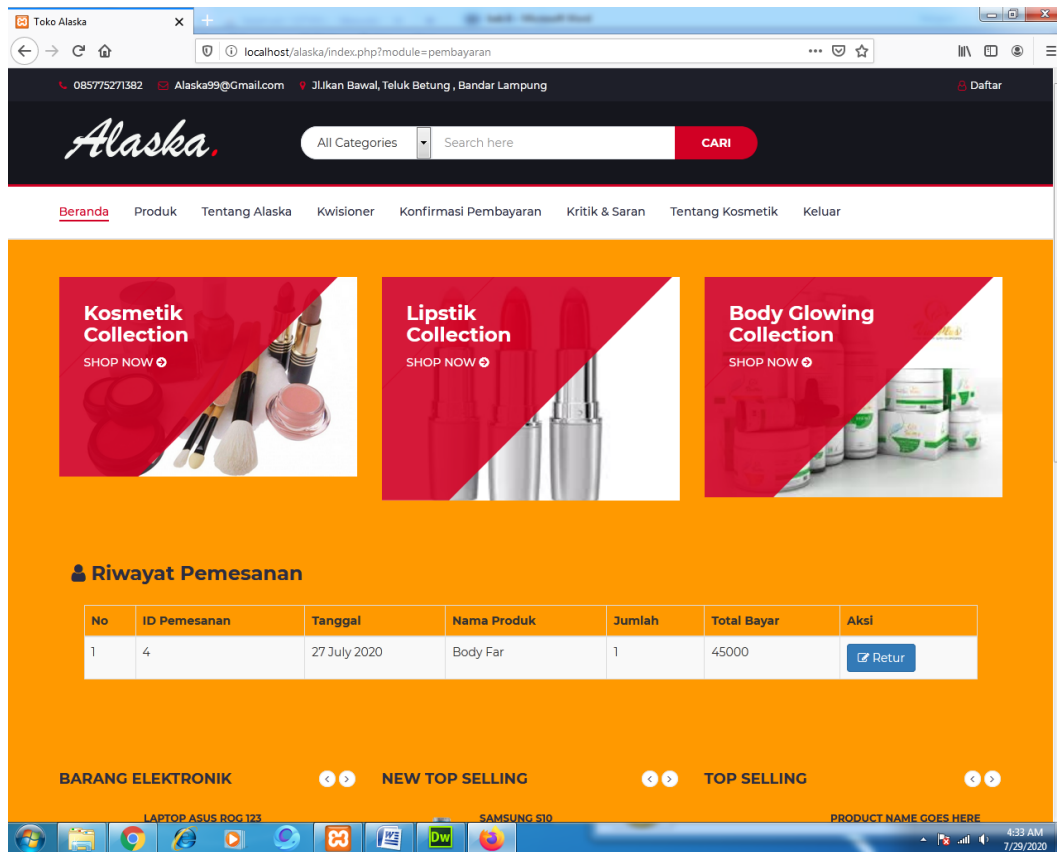 Toko Alaska
localhost/alaska/index.php?module=pembayaran
085775271382 Alaska99@Gmail.com Jl.Ikan Bawal, Teluk Betung , Bandar Lampung Daftar
Alaska.
All Categories Search here CARI
Beranda Produk Tentang Alaska Kwisioner Konfirmasi Pembayaran Kritik & Saran Tentang Kosmetik Keluar
Kosmetik
Collection
SHOP NOW
Lipstik
Collection
SHOP NOW
Body Glowing
Collection
SHOP NOW
Riwayat Pemesanan
No ID Pemesanan Tanggal Nama Produk Jumlah Total Bayar Aksi
1 4 27 July 2020 Body Far 1 45000 Retur
BARANG ELEKTRONIK NEW TOP SELLING TOP SELLING
LAPTOP ASUS ROG 123 SAMSUNG S10 PRODUCT NAME GOES HERE
Dw
4:33 AM
7/29/2020